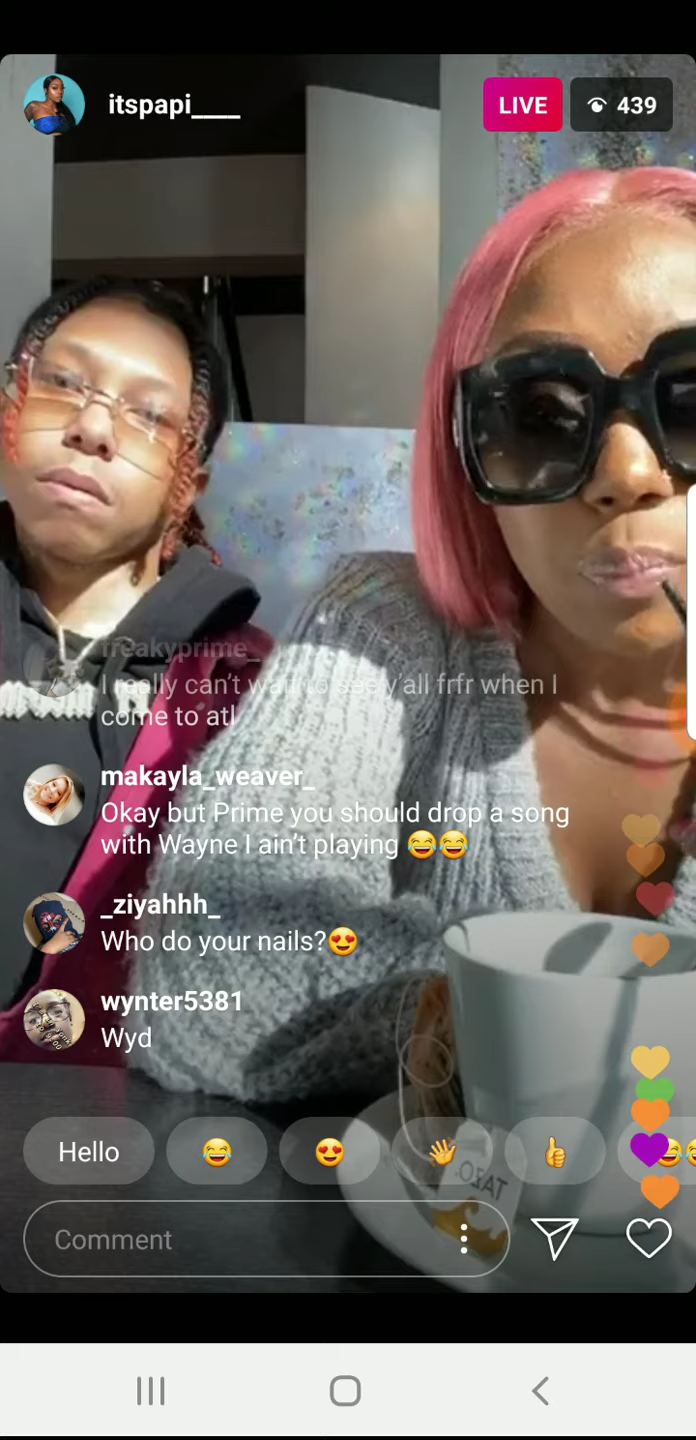 itspapi____
LIVE
439
freakyprime_
I really can't wait to see y'all frfr when I
come to atl
makayla_weaver_
Okay but Prime you should drop a song
with Wayne I ain't playing 😂😂
_ziyahhh_
Who do your nails?😍
wynter5381
Wyd
Hello
TAZO
Comment